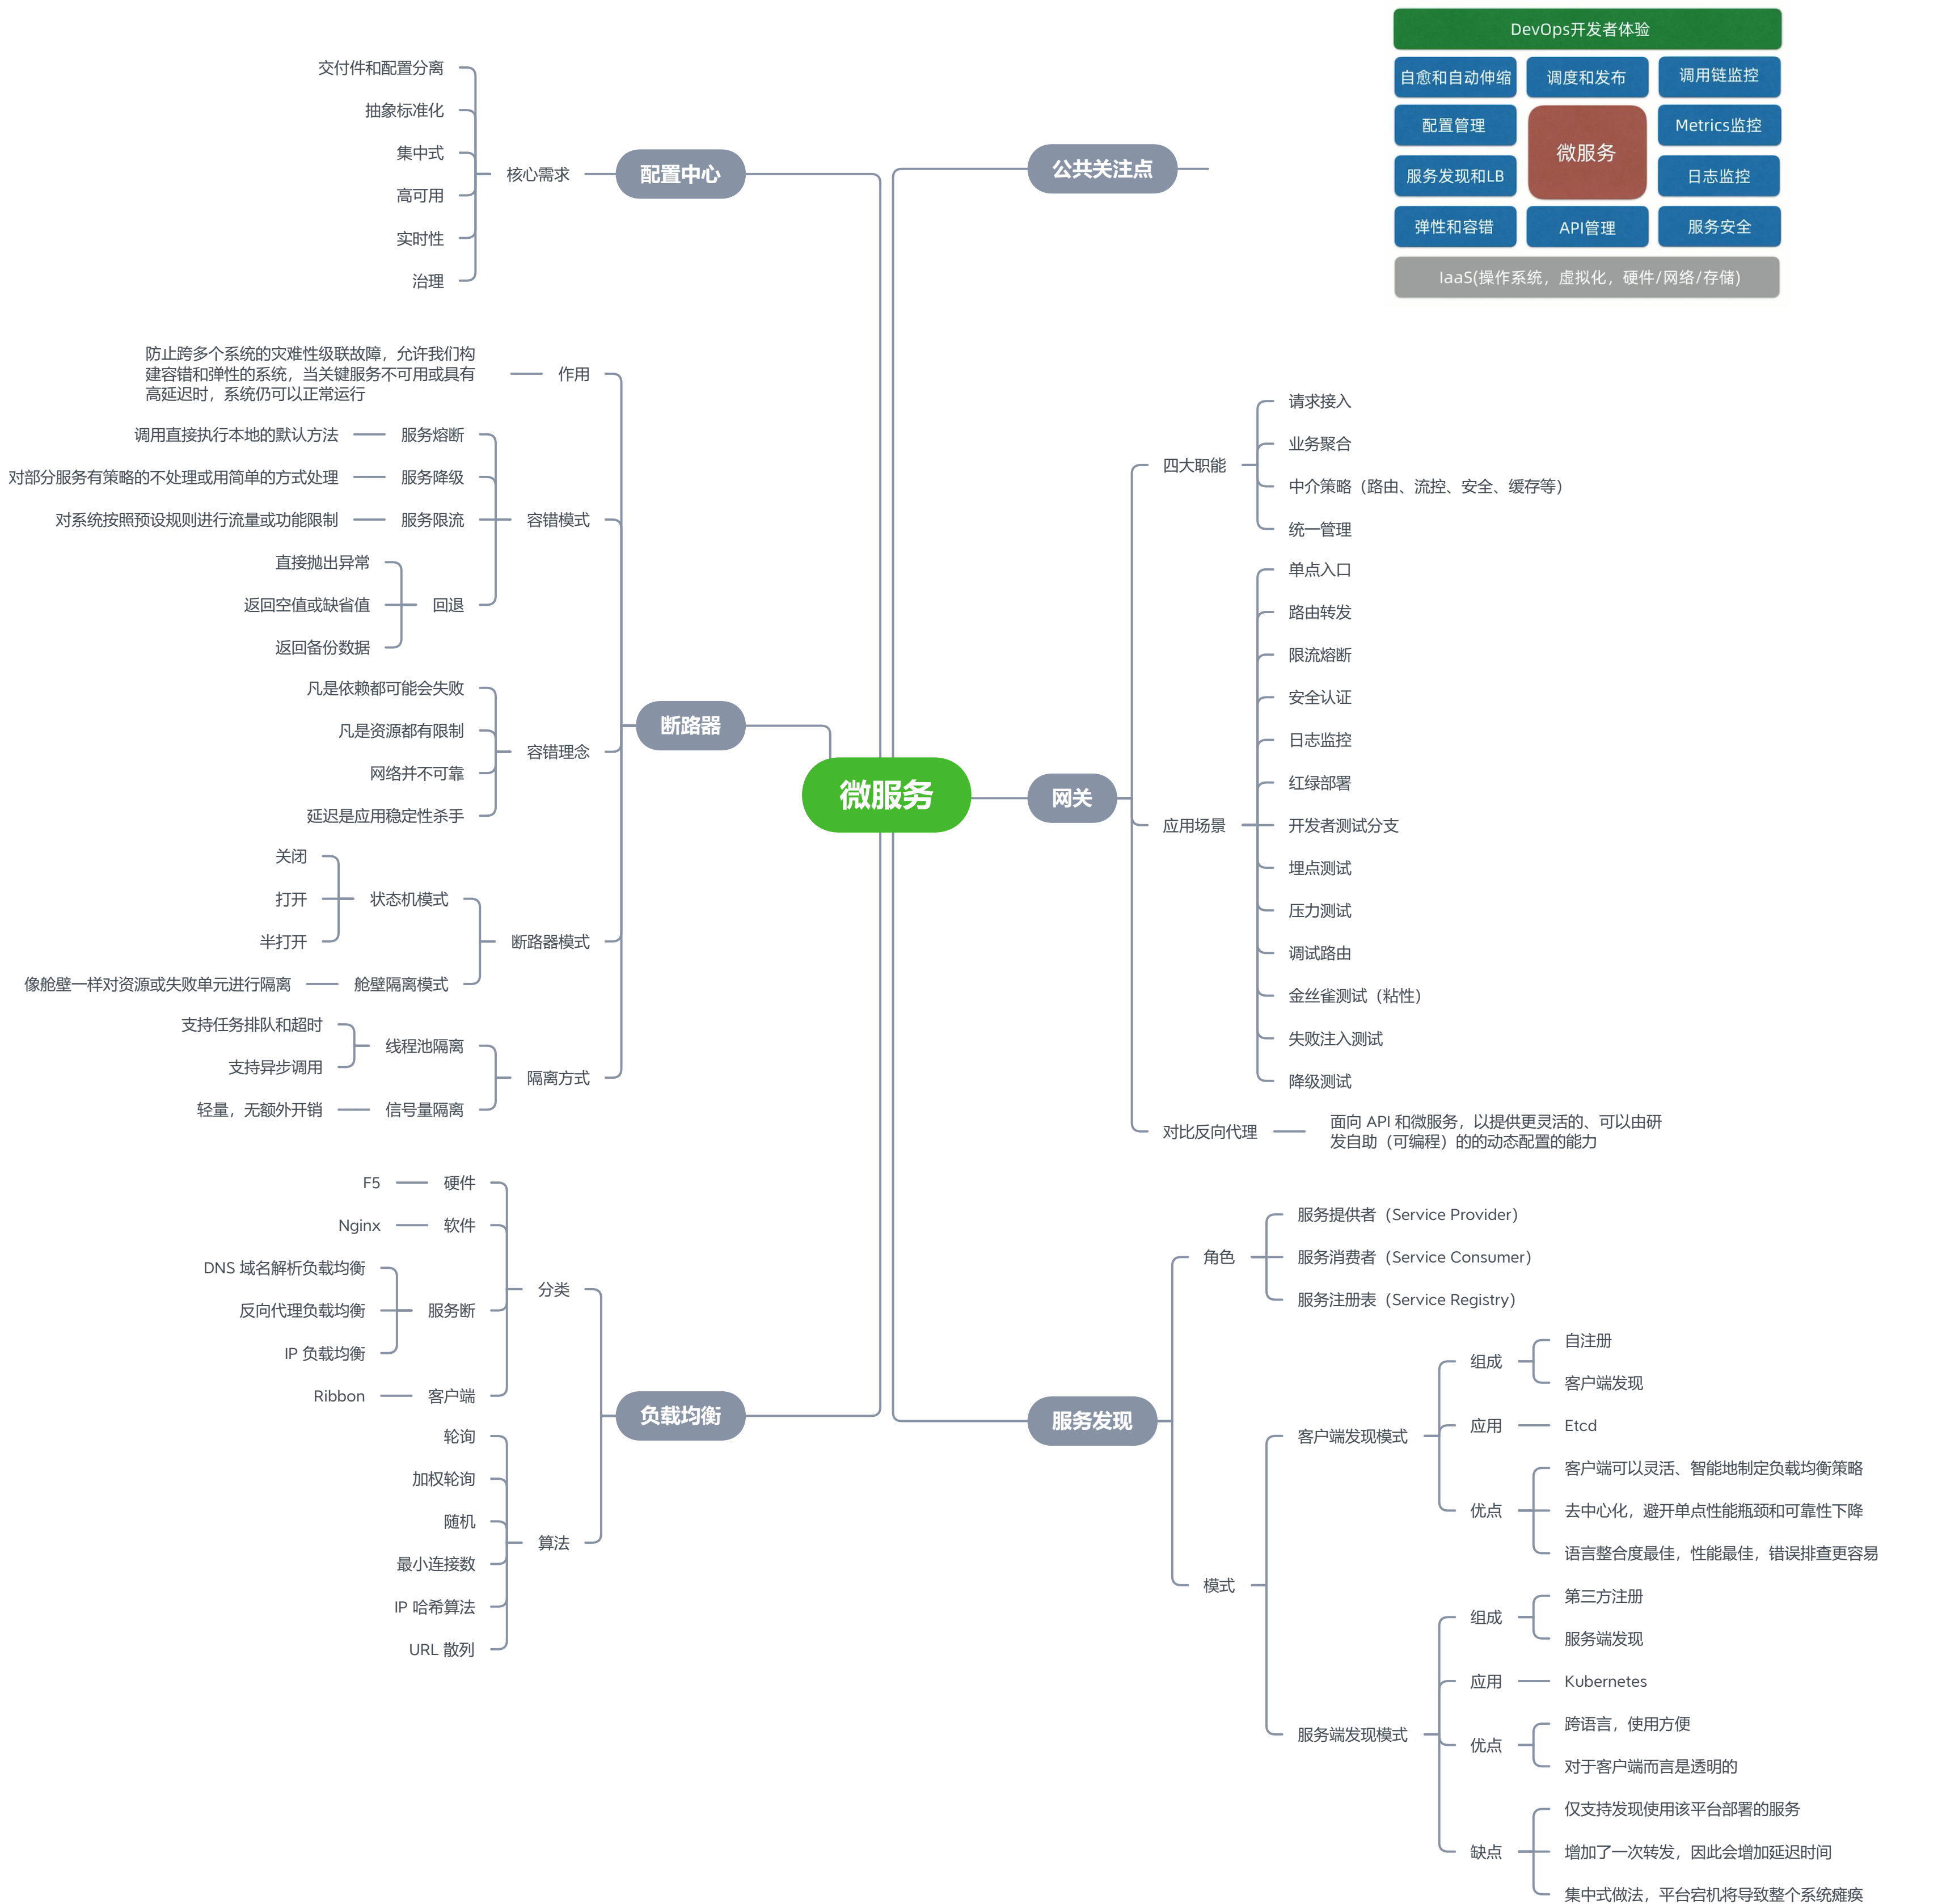 微服务
配置中心
核心需求
交付件和配置分离
抽象标准化
集中式
高可用
实时性
治理
断路器
作用
防止跨多个系统的灾难性级联故障，允许我们构
建容错和弹性的系统，当关键服务不可用或具有
高延迟时，系统仍可以正常运行
容错模式
服务熔断
调用直接执行本地的默认方法
服务降级
对部分服务有策略的不处理或用简单的方式处理
服务限流
对系统按照预设规则进行流量或功能限制
回退
直接抛出异常
返回空值或缺省值
返回备份数据
容错理念
凡是依赖都可能会失败
凡是资源都有限制
网络并不可靠
延迟是应用稳定性杀手
断路器模式
状态机模式
关闭
打开
半打开
舱壁隔离模式
像舱壁一样对资源或失败单元进行隔离
隔离方式
线程池隔离
支持任务排队和超时
支持异步调用
信号量隔离
轻量，无额外开销
负载均衡
分类
硬件
F5
软件
Nginx
服务断
DNS 域名解析负载均衡
反向代理负载均衡
IP 负载均衡
客户端
Ribbon
算法
轮询
加权轮询
随机
最小连接数
IP 哈希算法
URL 散列
公共关注点
DevOps开发者体验
自愈和自动伸缩
调度和发布
调用链监控
配置管理
微服务
Metrics监控
服务发现和LB
日志监控
弹性和容错
API管理
服务安全
IaaS(操作系统，虚拟化，硬件/网络/存储)
网关
四大职能
请求接入
业务聚合
中介策略（路由、流控、安全、缓存等）
统一管理
应用场景
单点入口
路由转发
限流熔断
安全认证
日志监控
红绿部署
开发者测试分支
埋点测试
压力测试
调试路由
金丝雀测试（粘性）
失败注入测试
降级测试
对比反向代理
面向 API 和微服务，以提供更灵活的、可以由研
发自助（可编程）的的动态配置的能力
服务发现
角色
服务提供者（Service Provider）
服务消费者（Service Consumer）
服务注册表（Service Registry）
模式
客户端发现模式
组成
自注册
客户端发现
应用
Etcd
优点
客户端可以灵活、智能地制定负载均衡策略
去中心化，避开单点性能瓶颈和可靠性下降
语言整合度最佳，性能最佳，错误排查更容易
服务端发现模式
组成
第三方注册
服务端发现
应用
Kubernetes
优点
跨语言，使用方便
对于客户端而言是透明的
缺点
仅支持发现使用该平台部署的服务
增加了一次转发，因此会增加延迟时间
集中式做法，平台宕机将导致整个系统瘫痪